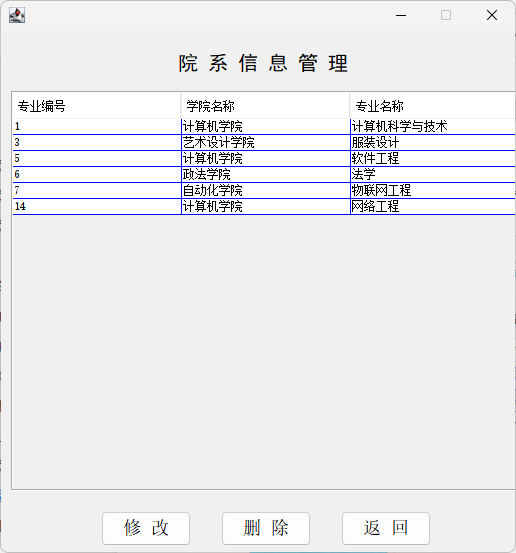 院 系 信 息 管 理
专业编号 学院名称 专业名称
1 计算机学院 计算机科学与技术
3 艺术设计学院 服装设计
5 计算机学院 软件工程
6 政法学院 法学
7 自动化学院 物联网工程
14 计算机学院 网络工程
修 改 删 除 返 回